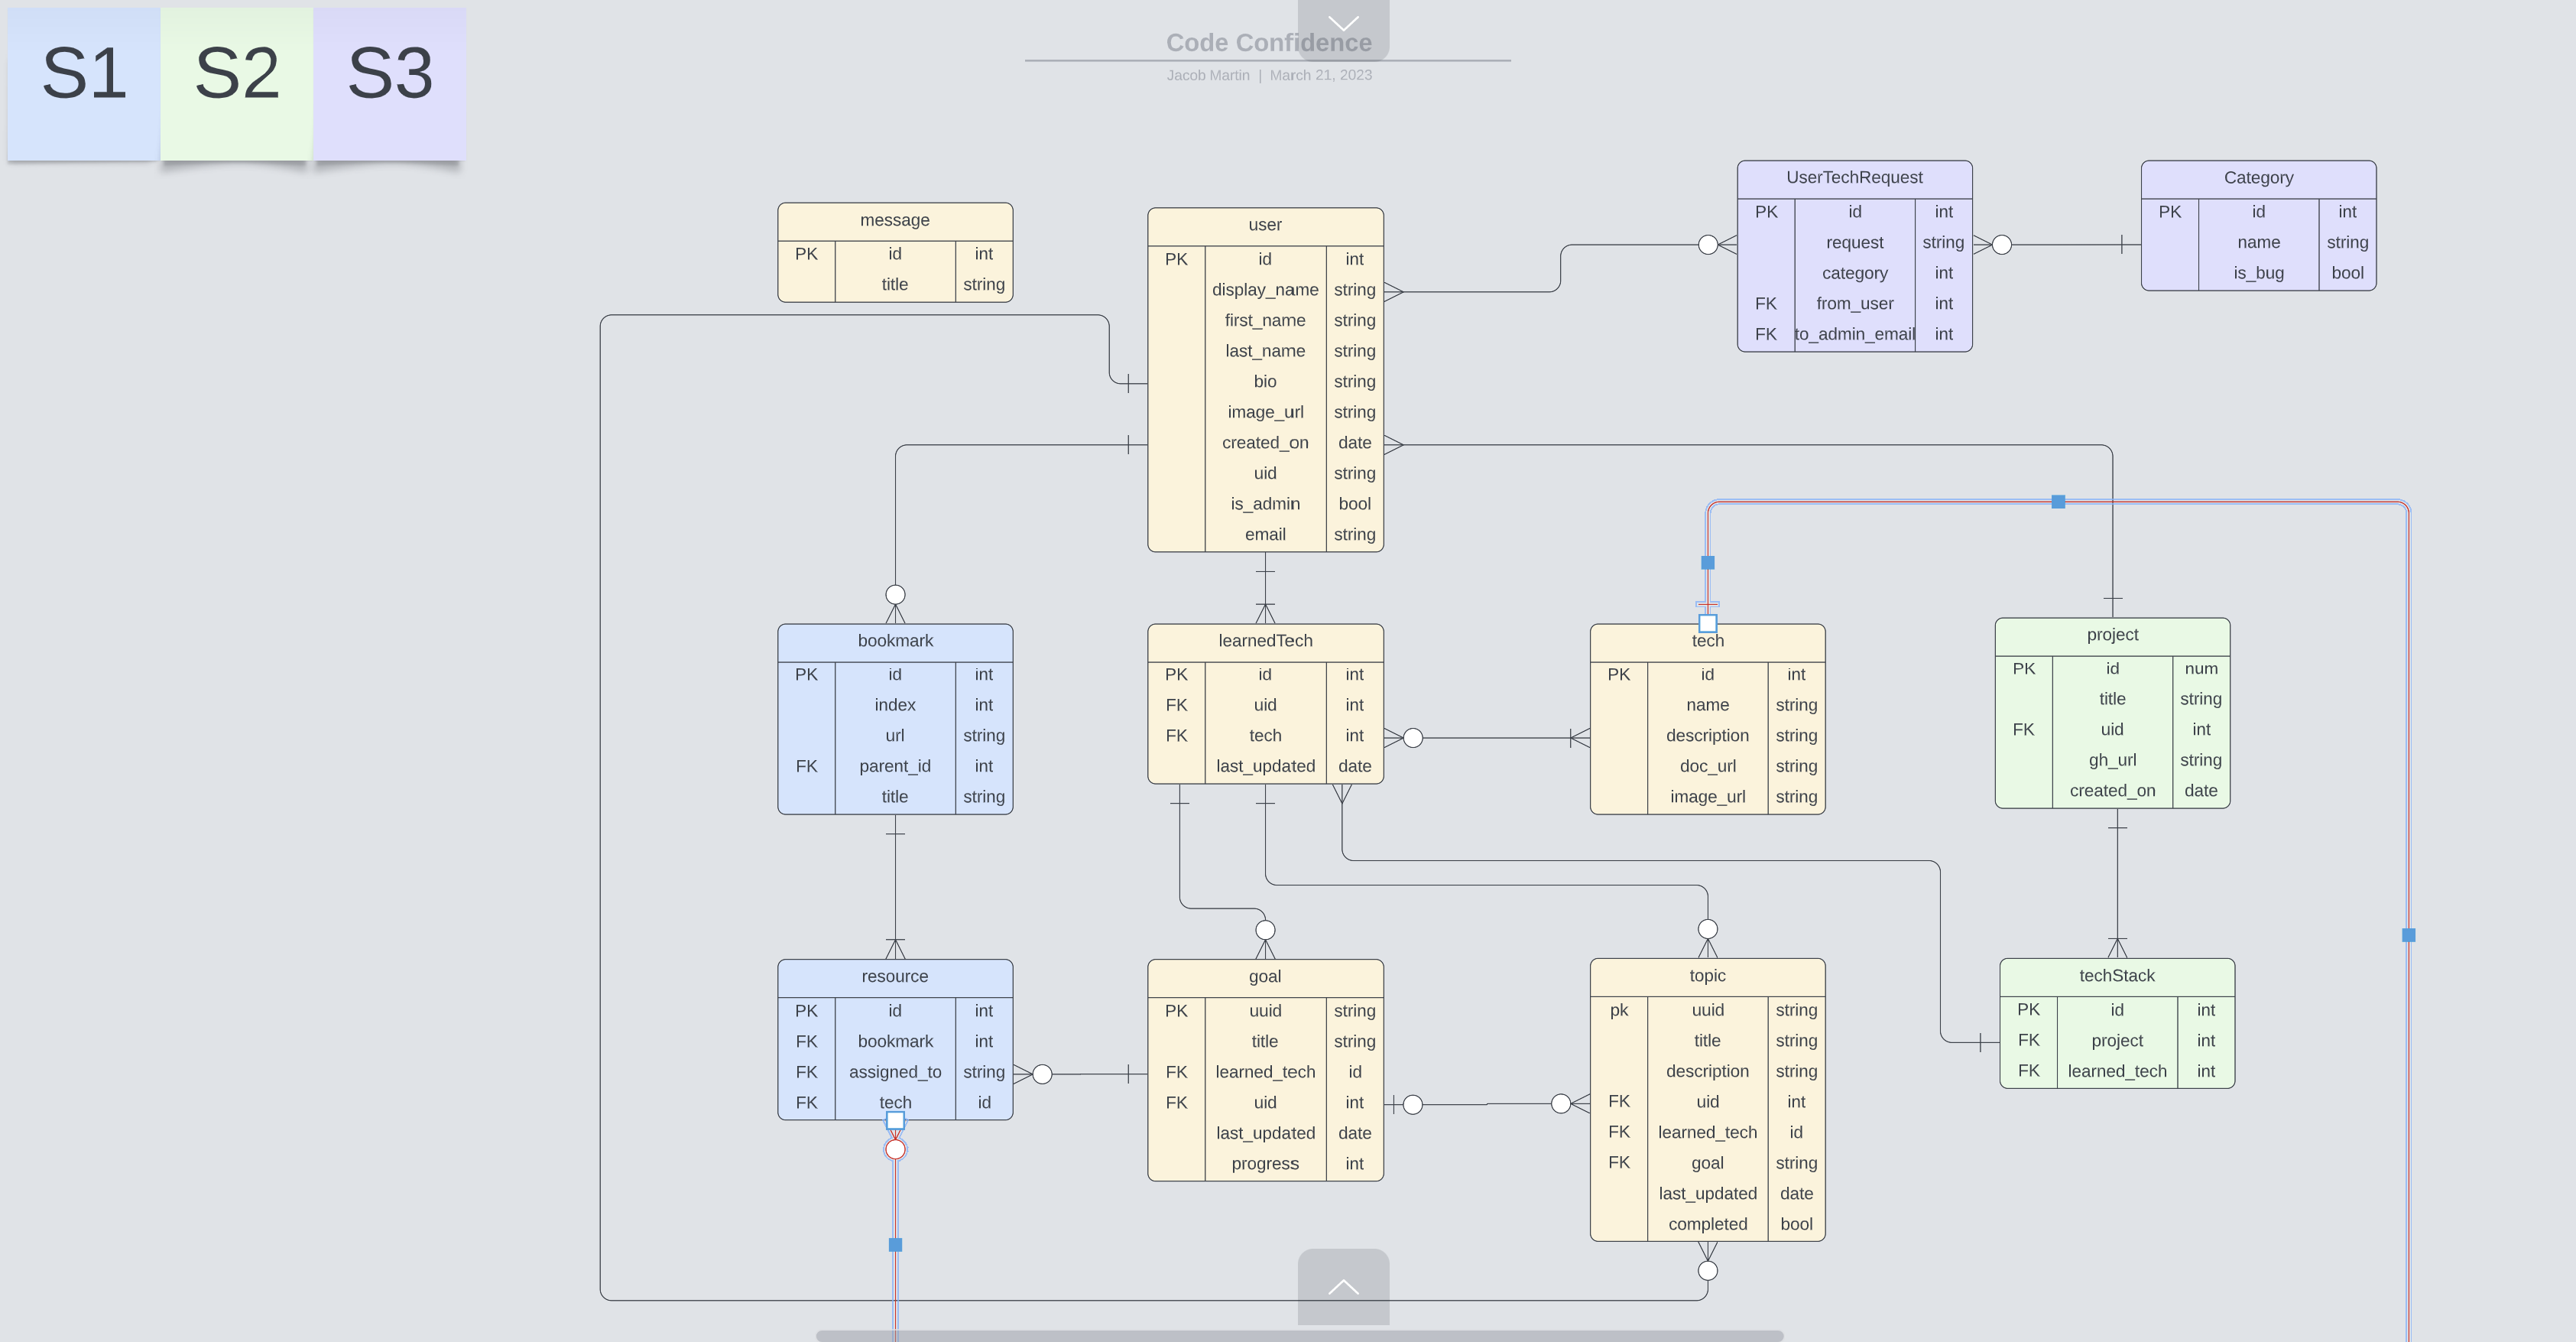 S1
S2
S3
Code Confidence
Jacob Martin | March 21, 2023
message
PK id int
title string
user
PK id int
display_name string
first_name string
last_name string
bio string
image_url string
created_on date
uid string
is_admin bool
email string
UserTechRequest
PK id int
request string
category int
FK from_user int
FK to_admin_email int
Category
PK id int
name string
is_bug bool
bookmark
PK id int
index int
url string
FK parent_id int
title string
learnedTech
PK id int
FK uid int
FK tech int
last_updated date
tech
PK id int
name string
description string
doc_url string
image_url string
project
PK id num
title string
FK uid int
gh_url string
created_on date
resource
PK id int
FK bookmark int
FK assigned_to string
FK tech id
goal
PK uuid string
title string
FK learned_tech id
FK uid int
last_updated date
progress int
topic
pk uuid string
title string
description string
FK uid int
FK learned_tech id
FK goal string
last_updated date
completed bool
techStack
PK id int
FK project int
FK learned_tech int